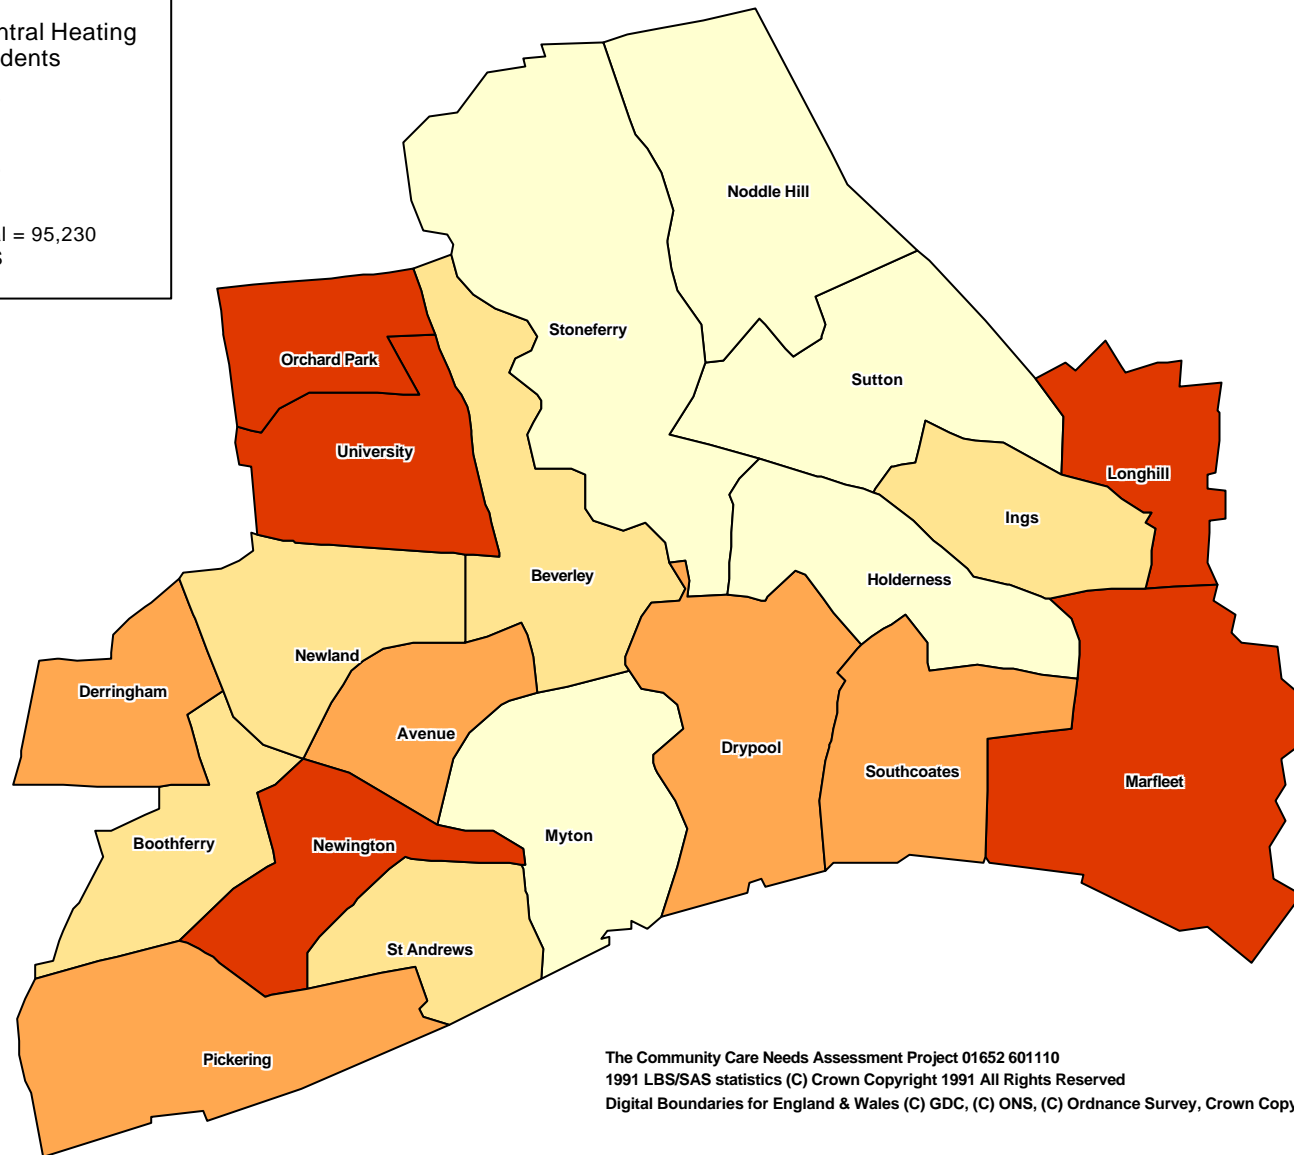 ntral Heating
dents
l = 95,230
Noddle Hill
Stoneferry
Orchard Park
Sutton
University
Longhill
Ings
Beverley
Holderness
Newland
Derringham
Avenue
Drypool
Southcoates
Marfleet
Boothferry
Newington
Myton
St Andrews
Pickering
The Community Care Needs Assessment Project 01652 601110
1991 LBS/SAS statistics (C) Crown Copyright 1991 All Rights Reserved
Digital Boundaries for England & Wales (C) GDC, (C) ONS, (C) Ordnance Survey, Crown Copy